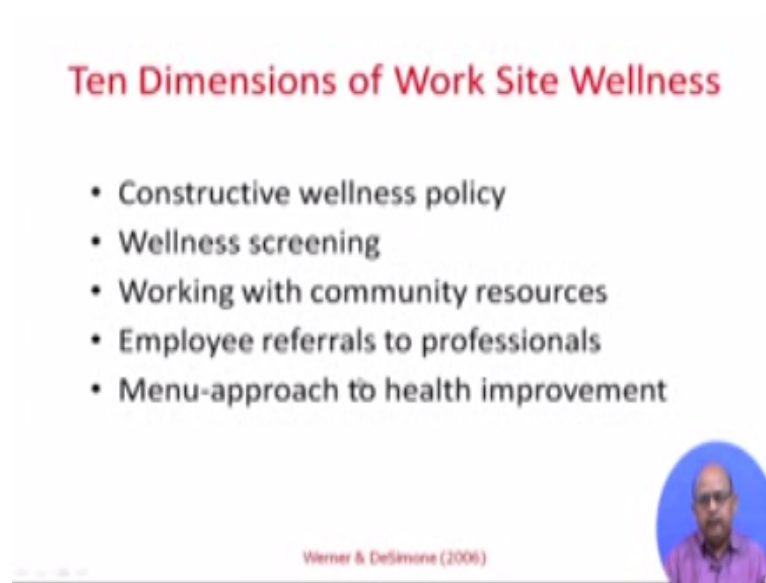 Ten Dimensions of Work Site Wellness
• Constructive wellness policy
• Wellness screening
• Working with community resources
• Employee referrals to professionals
• Menu-approach to health improvement
Werner & DeSimone (2006)